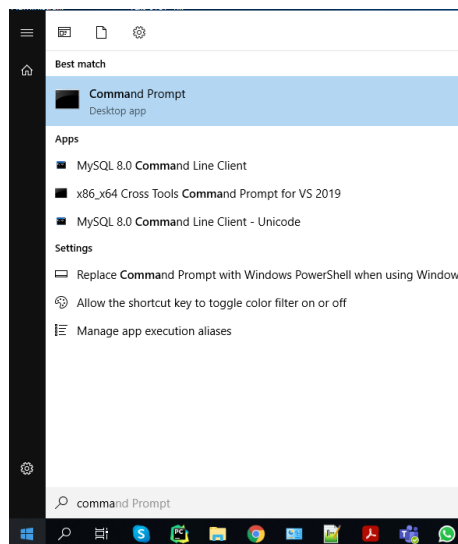 Best match
Command Prompt
Desktop app
Apps
MySQL 8.0 Command Line Client
x86_x64 Cross Tools Command Prompt for VS 2019
MySQL 8.0 Command Line Client - Unicode
Settings
Replace Command Prompt with Windows PowerShell when using Window
Allow the shortcut key to toggle color filter on or off
Manage app execution aliases
command Prompt